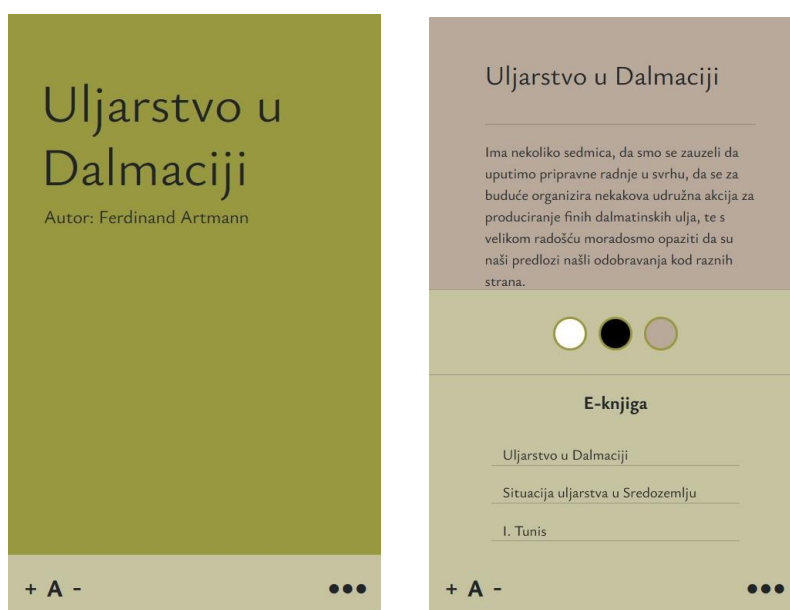 Uljarstvo u
Dalmaciji
Autor: Ferdinand Artmann
+ A -
Uljarstvo u Dalmaciji
Ima nekoliko sedmica, da smo se zauzeli da
uputimo pripravne radnje u svrhu, da se za
buduće organizira nekakova udružna akcija za
produciranje finih dalmatinskih ulja, te s
velikom radošću moradosmo opaziti da su
naši predlozi našli odobravanja kod raznih
strana.
E-knjiga
Uljarstvo u Dalmaciji
Situacija uljarstva u Sredozemlju
I. Tunis
+ A -